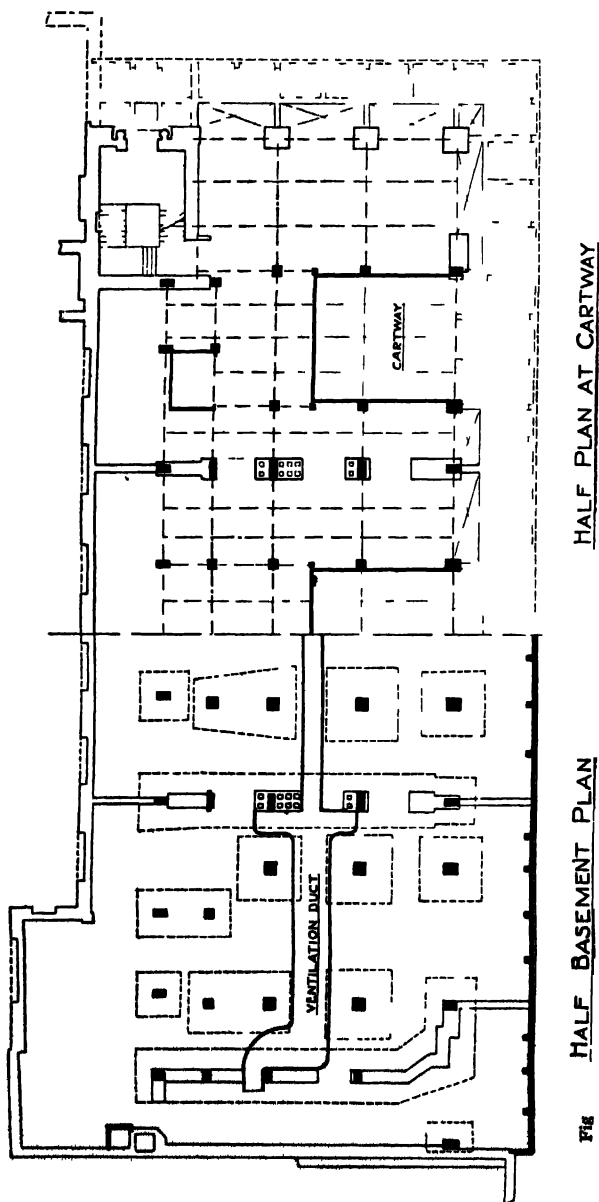 CARTWAY
VENTILATION DUCT
HALF PLAN AT CARTWAY
HALF BASEMENT PLAN
Fig